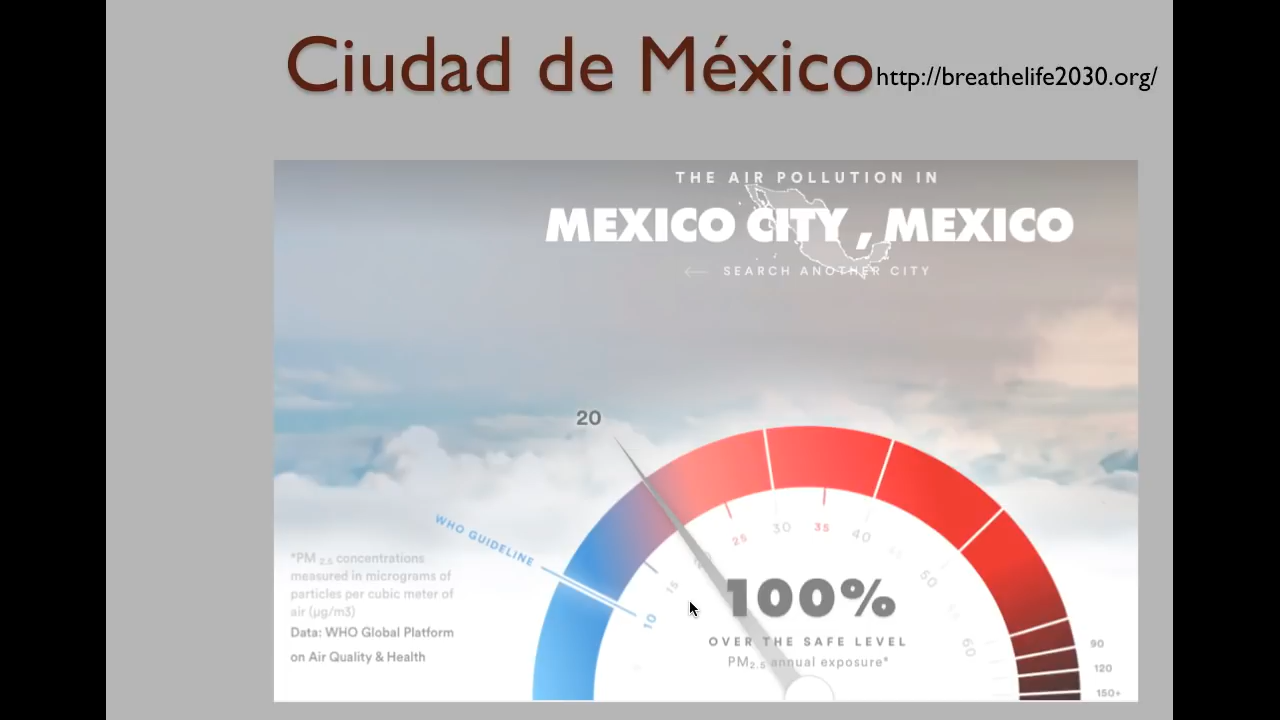 Ciudad de México http://breathelife2030.org/
THE AIR POLLUTION IN
MEXICO CITY , MEXICO
← SEARCH ANOTHER CITY
20
WHO GUIDELINE
10
15
25
30
35
40
50
60
90
120
150+
*PM 2.5 concentrations
measured in micrograms of
particles per cubic meter of
air (µg/m3)
Data: WHO Global Platform
on Air Quality & Health
100%
OVER THE SAFE LEVEL
PM2.5 annual exposure*